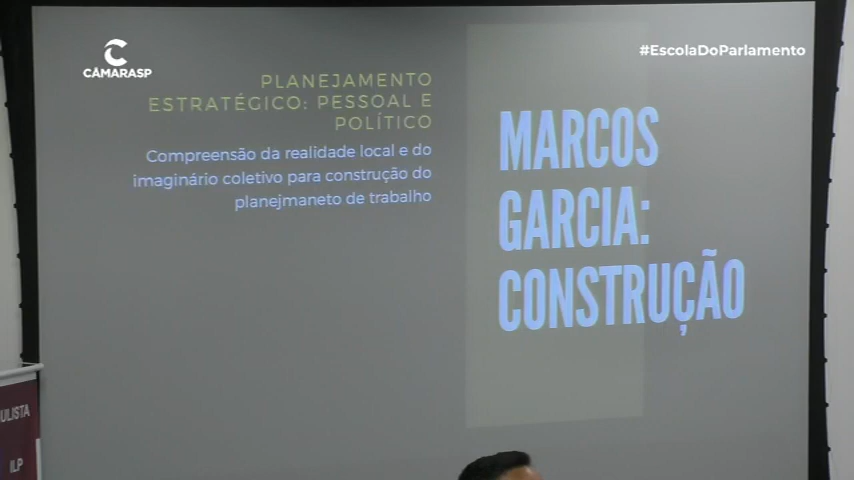 CÂMARASP
#EscolaDoParlamento
PLANEJAMENTO
ESTRATÉGICO: PESSOAL E
POLÍTICO
Compreensão da realidade local e do
imaginário coletivo para construção do
planejmaneto de trabalho
MARCOS
GARCIA:
CONSTRUÇÃO
ULISTA
ILP